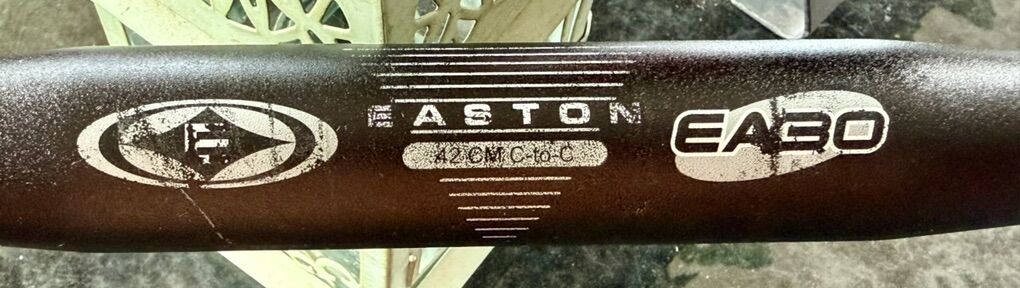 EASTON
42 CM C-to-C
EA30